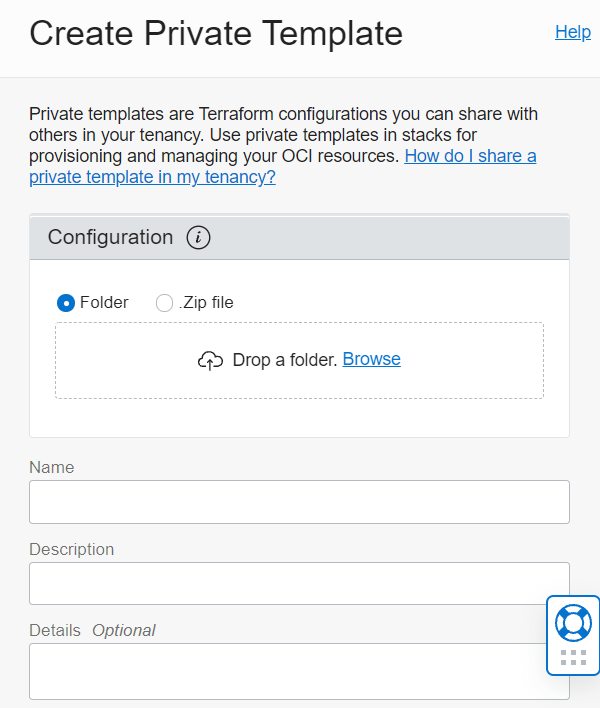 Create Private Template
Help
Private templates are Terraform configurations you can share with
others in your tenancy. Use private templates in stacks for
provisioning and managing your OCI resources. How do I share a
private template in my tenancy?
Configuration i
Folder .Zip file
Drop a folder. Browse
Name
Description
Details Optional